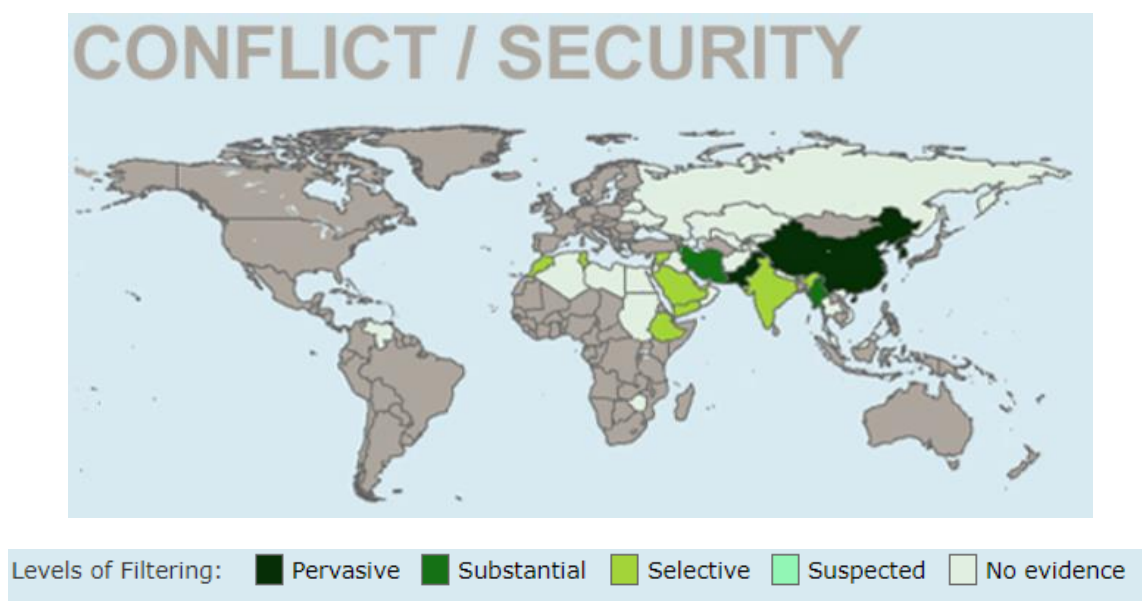 CONFLICT / SECURITY
Levels of Filtering: Pervasive Substantial Selective Suspected No evidence